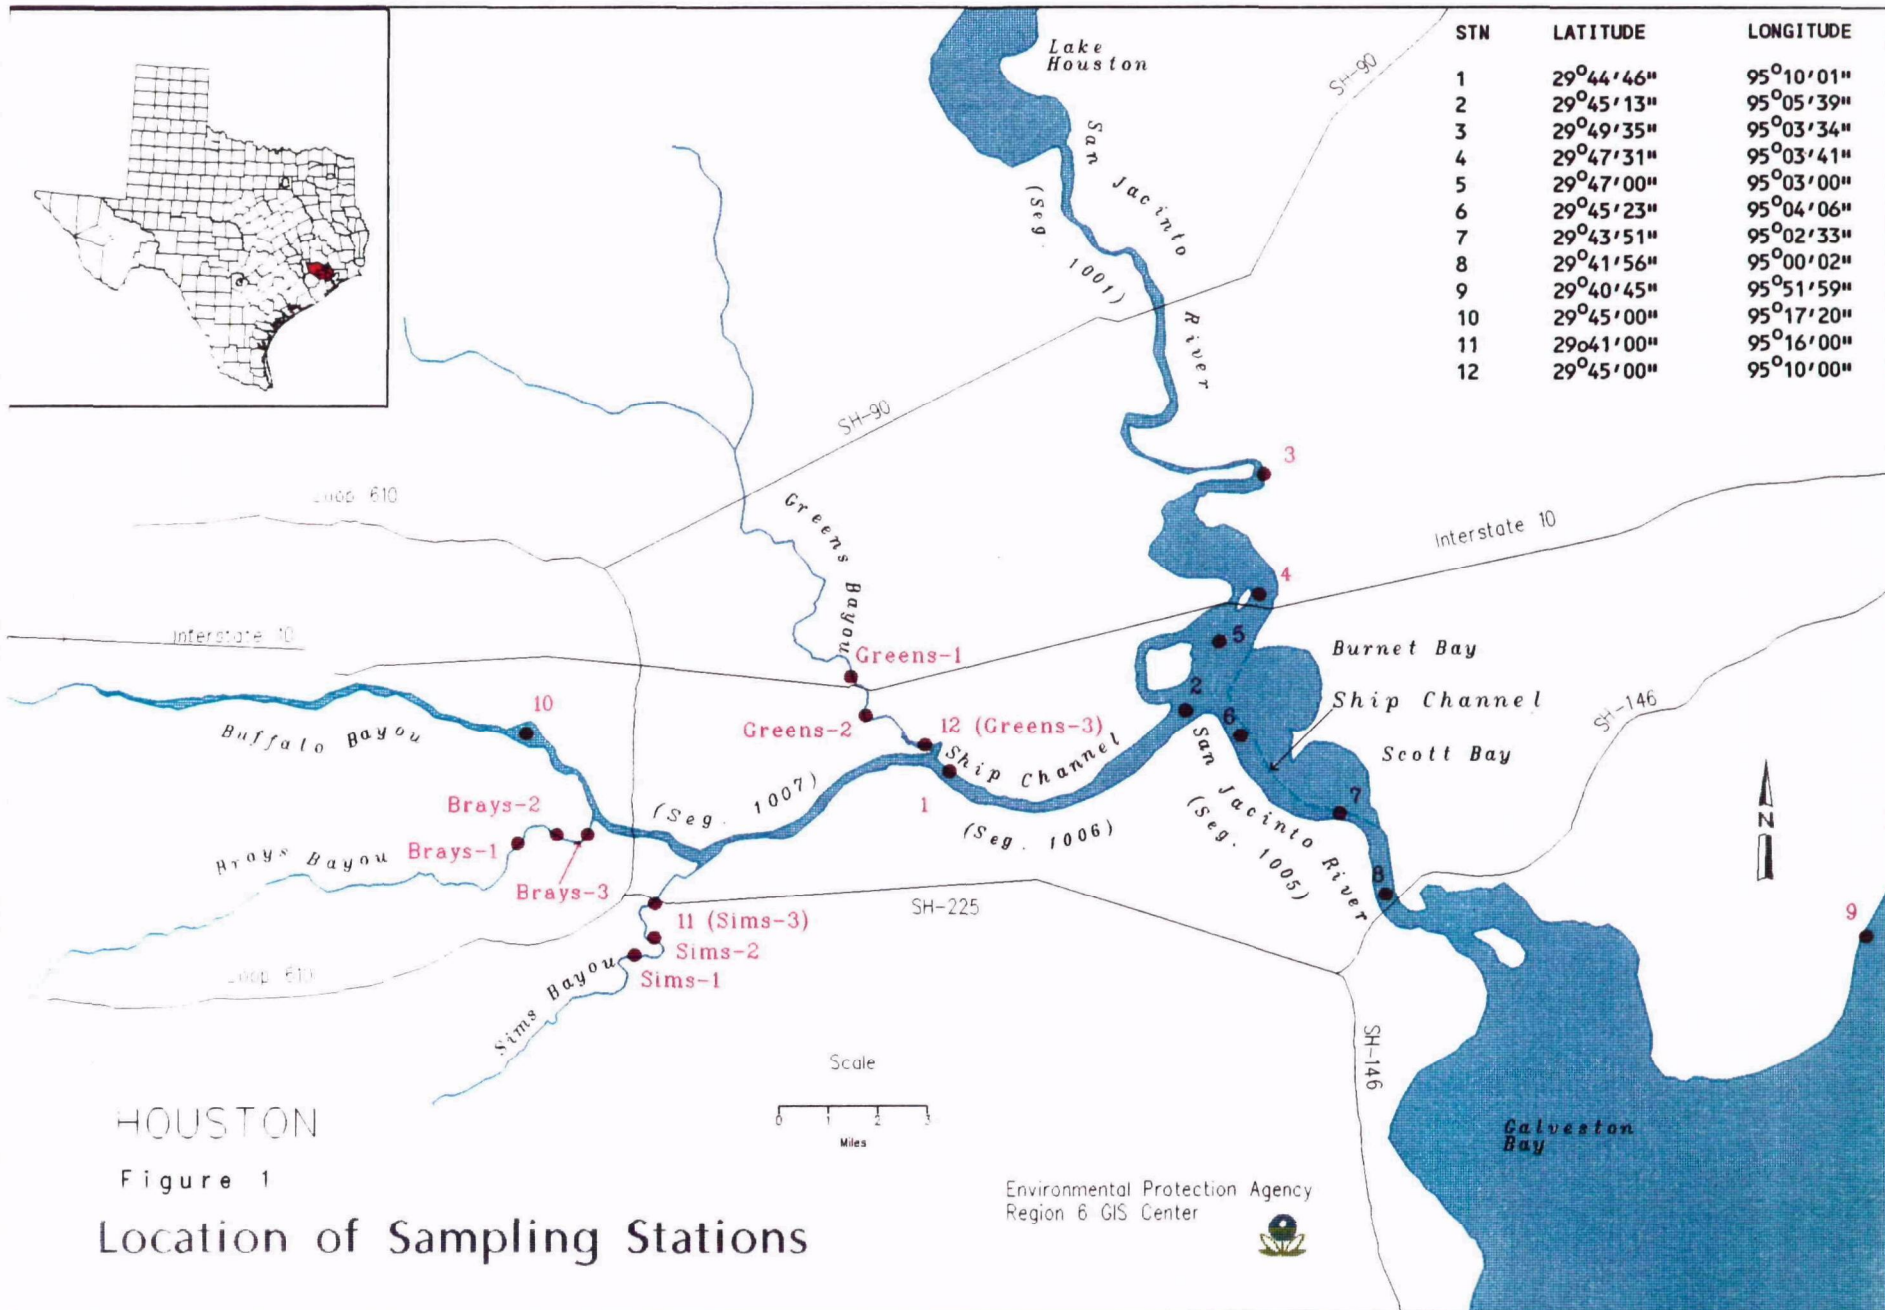 STN LATITUDE LONGITUDE
1 29°44'46" 95°10'01"
2 29°45'13" 95°05'39"
3 29°49'35" 95°03'34"
4 29°47'31" 95°03'41"
5 29°47'00" 95°03'00"
6 29°45'23" 95°04'06"
7 29°43'51" 95°02'33"
8 29°41'56" 95°00'02"
9 29°40'45" 95°51'59"
10 29°45'00" 95°17'20"
11 29o41'00" 95°16'00"
12 29°45'00" 95°10'00"
Lake
Houston
SH-90
San Jacinto River
(Seg. 1001)
SH-90
3
Loop 610
Greens Bayou
Interstate 10
4
5
Interstate 10
Burnet Bay
Greens-1
2
Ship Channel
10
6
SH-146
Greens-2
12 (Greens-3)
Buffalo Bayou
Ship Channel
Scott Bay
San Jacinto River
(Seg. 1005)
7
(Seg. 1007)
1
Brays-2
(Seg. 1006)
N
Brays Bayou
Brays-1
8
Brays-3
SH-225
9
11 (Sims-3)
Sims-2
Loop 610
Sims-1
Sims Bayou
SH-146
Scale
0 1 2 3
Miles
HOUSTON
Galveston
Bay
Figure 1
Environmental Protection Agency
Region 6 GIS Center
Location of Sampling Stations